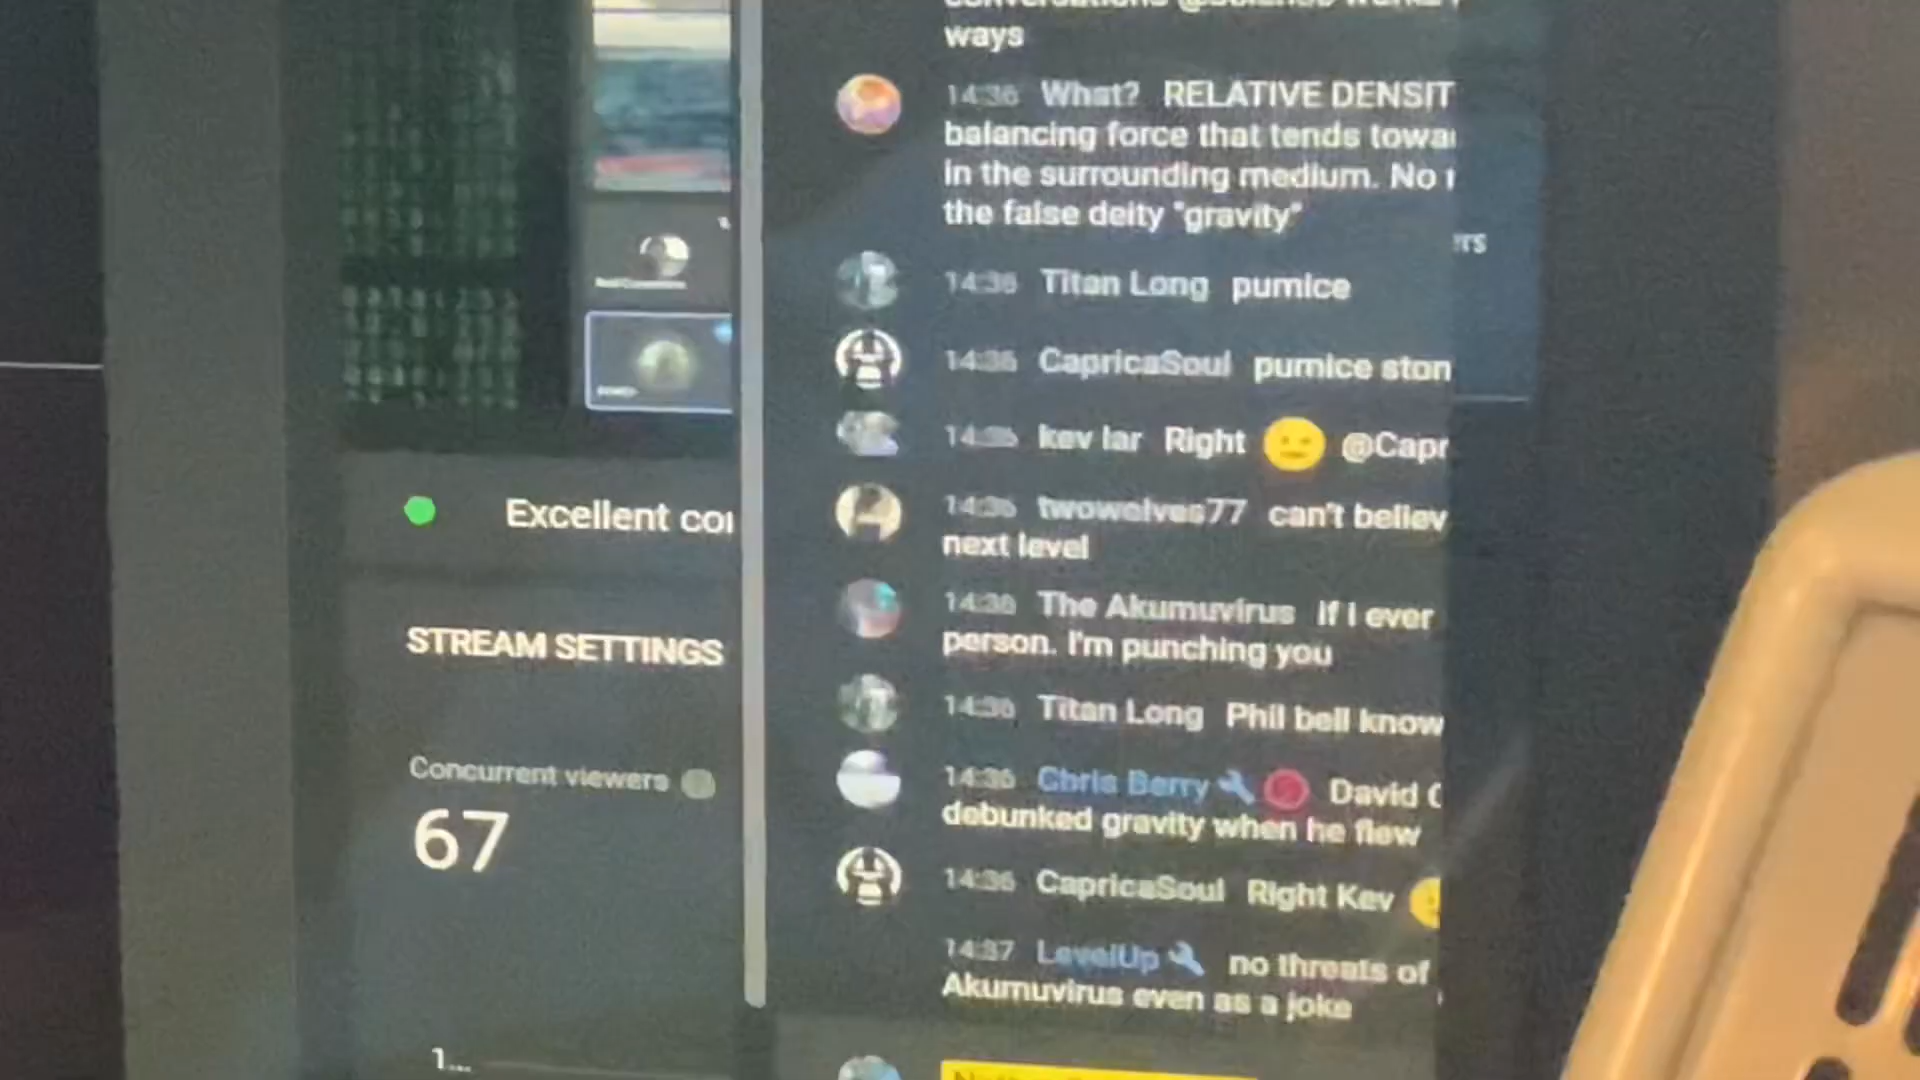 ways
14:36 What? RELATIVE DENSIT
balancing force that tends towa
in the surrounding medium. No
the false deity "gravity"
14:36 Titan Long pumice
14:36 CapricaSoul pumice ston
14:36 kev lar Right @Capr
14:36 twowolves77 can't believ
next level
14:36 The Akumuvirus If I ever
person. I'm punching you
14:36 Titan Long Phil bell know
14:36 Chris Berry David
debunked gravity when he flew
14:36 CapricaSoul Right Kev
14:37 LevelUp no threats of
Akumuvirus even as a joke
Excellent co
STREAM SETTINGS
Concurrent viewers
67
1...